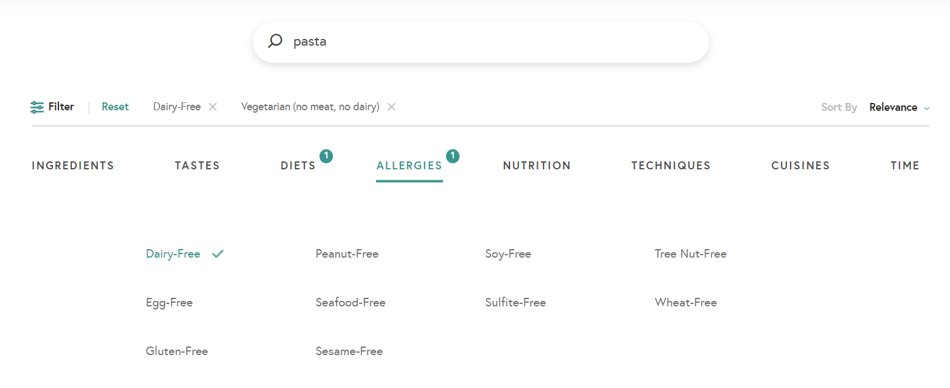 pasta
Filter Reset Dairy-Free Vegetarian (no meat, no dairy) Sort By Relevance
INGREDIENTS TASTES DIETS 1 ALLERGIES 1 NUTRITION TECHNIQUES CUISINES TIME
Dairy-Free Peanut-Free Soy-Free Tree Nut-Free
Egg-Free Seafood-Free Sulfite-Free Wheat-Free
Gluten-Free Sesame-Free